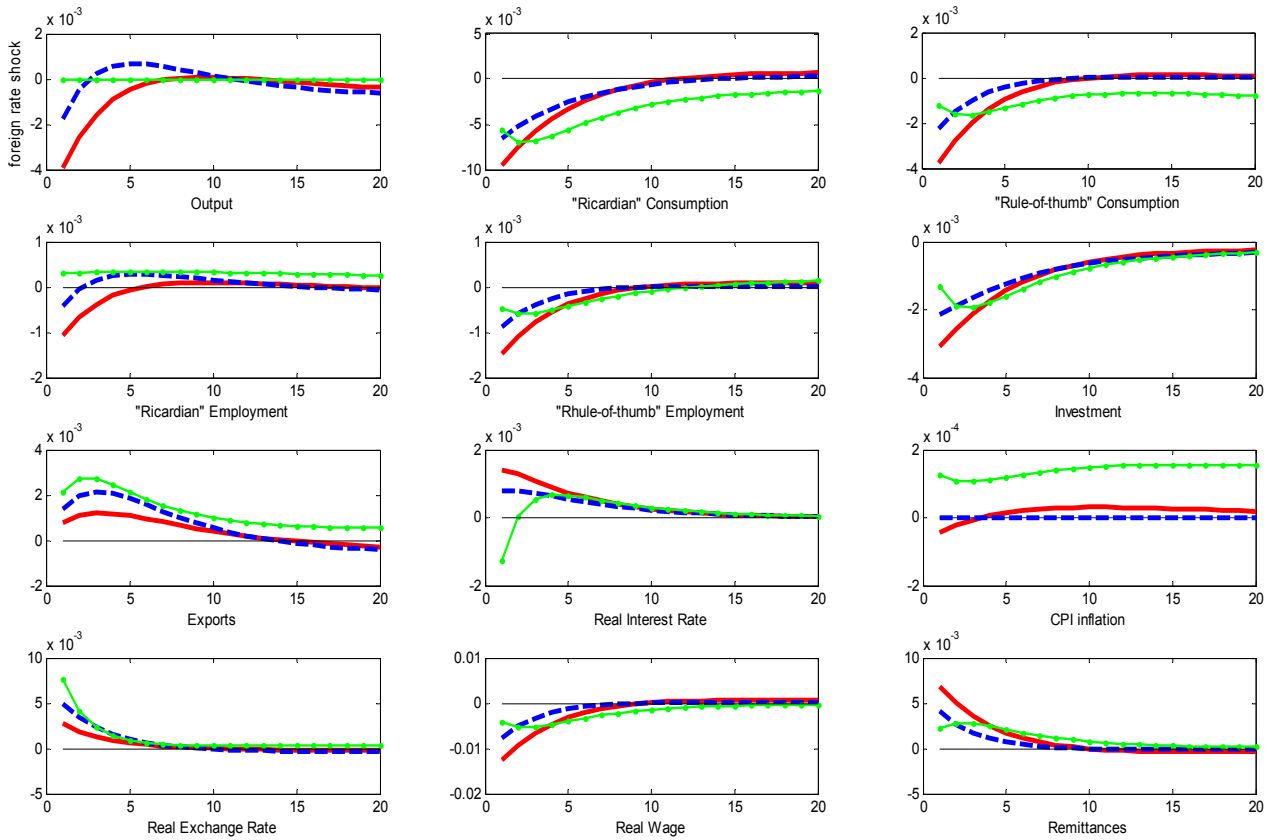 x 10^-3 x 10^-3 x 10^-3
2 5 2
0 0 0
-2 -5 -2
-4 -10 -4
foreign rate shock
0 5 10 15 20 0 5 10 15 20 0 5 10 15 20
Output "Ricardian" Consumption "Rule-of-thumb" Consumption
x 10^-3 x 10^-3 x 10^-3
1 1 0
0 0
-1 -1 -2
-2 -2 -4
0 5 10 15 20 0 5 10 15 20 0 5 10 15 20
"Ricardian" Employment "Rhule-of-thumb" Employment Investment
x 10^-3 x 10^-3 x 10^-4
4 2 2
2
0 0 0
-2 -2 -2
0 5 10 15 20 0 5 10 15 20 0 5 10 15 20
Exports Real Interest Rate CPI inflation
x 10^-3 x 10^-3
10 0.01 10
5 0 5
0 -0.01 0
-5 -0.02 -5
0 5 10 15 20 0 5 10 15 20 0 5 10 15 20
Real Exchange Rate Real Wage Remittances